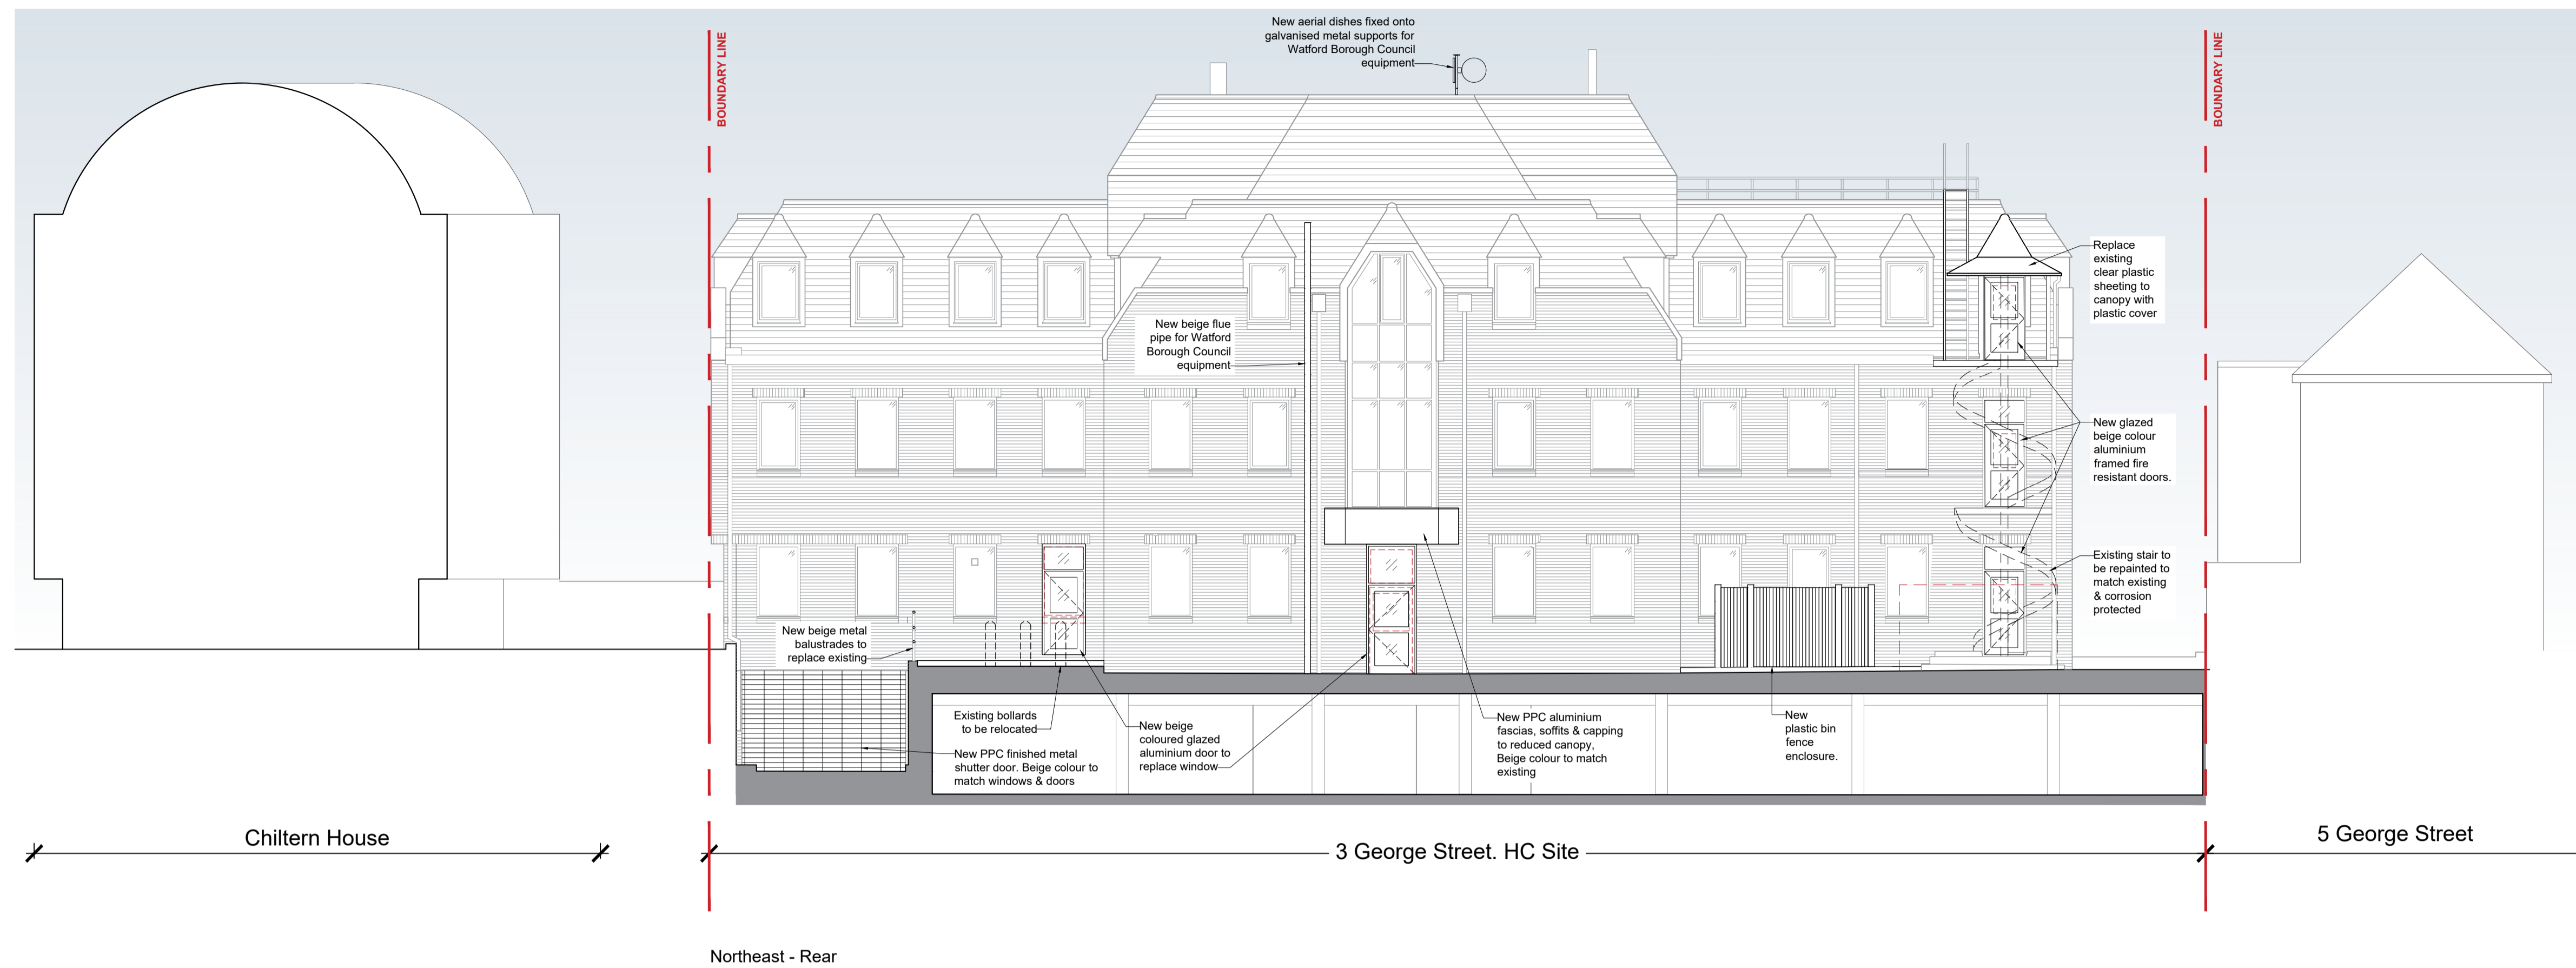 New aerial dishes fixed onto
galvanised metal supports for
Watford Borough Council
equipment
BOUNDARY LINE
BOUNDARY LINE
Replace
existing
clear plastic
sheeting to
canopy with
plastic cover
New beige flue
pipe for Watford
Borough Council
equipment
New glazed
beige colour
aluminium
framed fire
resistant doors.
Existing stair to
be repainted to
match existing
& corrosion
protected
New beige metal
balustrades to
replace existing
Existing bollards
to be relocated
New PPC finished metal
shutter door. Beige colour to
match windows & doors
New beige
coloured glazed
aluminium door to
replace window
New PPC aluminium
fascias, soffits & capping
to reduced canopy,
Beige colour to match
existing
New
plastic bin
fence
enclosure.
Chiltern House
3 George Street. HC Site
5 George Street
Northeast - Rear